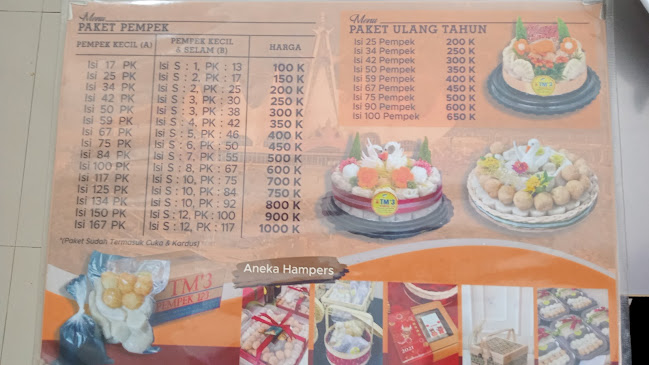 Menu
PAKET PEMPEK
PEMPEK KECIL (A) PEMPEK KECIL & SELAM (B) HARGA
Isi 17 PK Isi S : 1, PK : 13 100 K
Isi 25 PK Isi S : 2, PK : 17 150 K
Isi 34 PK Isi S : 2, PK : 25 200 K
Isi 42 PK Isi S : 3, PK : 30 250 K
Isi 50 PK Isi S : 3, PK : 38 300 K
Isi 59 PK Isi S : 4, PK : 42 350 K
Isi 67 PK Isi S : 5, PK : 46 400 K
Isi 75 PK Isi S : 6, PK : 50 450 K
Isi 84 PK Isi S : 7, PK : 55 500 K
Isi 100 PK Isi S : 8, PK : 67 600 K
Isi 117 PK Isi S : 10, PK : 75 700 K
Isi 125 PK Isi S : 10, PK : 84 750 K
Isi 134 PK Isi S : 10, PK : 92 800 K
Isi 150 PK Isi S : 12, PK : 100 900 K
Isi 167 PK Isi S : 12, PK : 117 1000 K
*(Paket Sudah Termasuk Cuka & Kardus)
Menu
PAKET ULANG TAHUN
Isi 25 Pempek 200 K
Isi 34 Pempek 250 K
Isi 42 Pempek 300 K
Isi 50 Pempek 350 K
Isi 59 Pempek 400 K
Isi 67 Pempek 450 K
Isi 75 Pempek 500 K
Isi 90 Pempek 600 K
Isi 100 Pempek 650 K
TM'3
Aneka Hampers
TM'3
PEMPEK